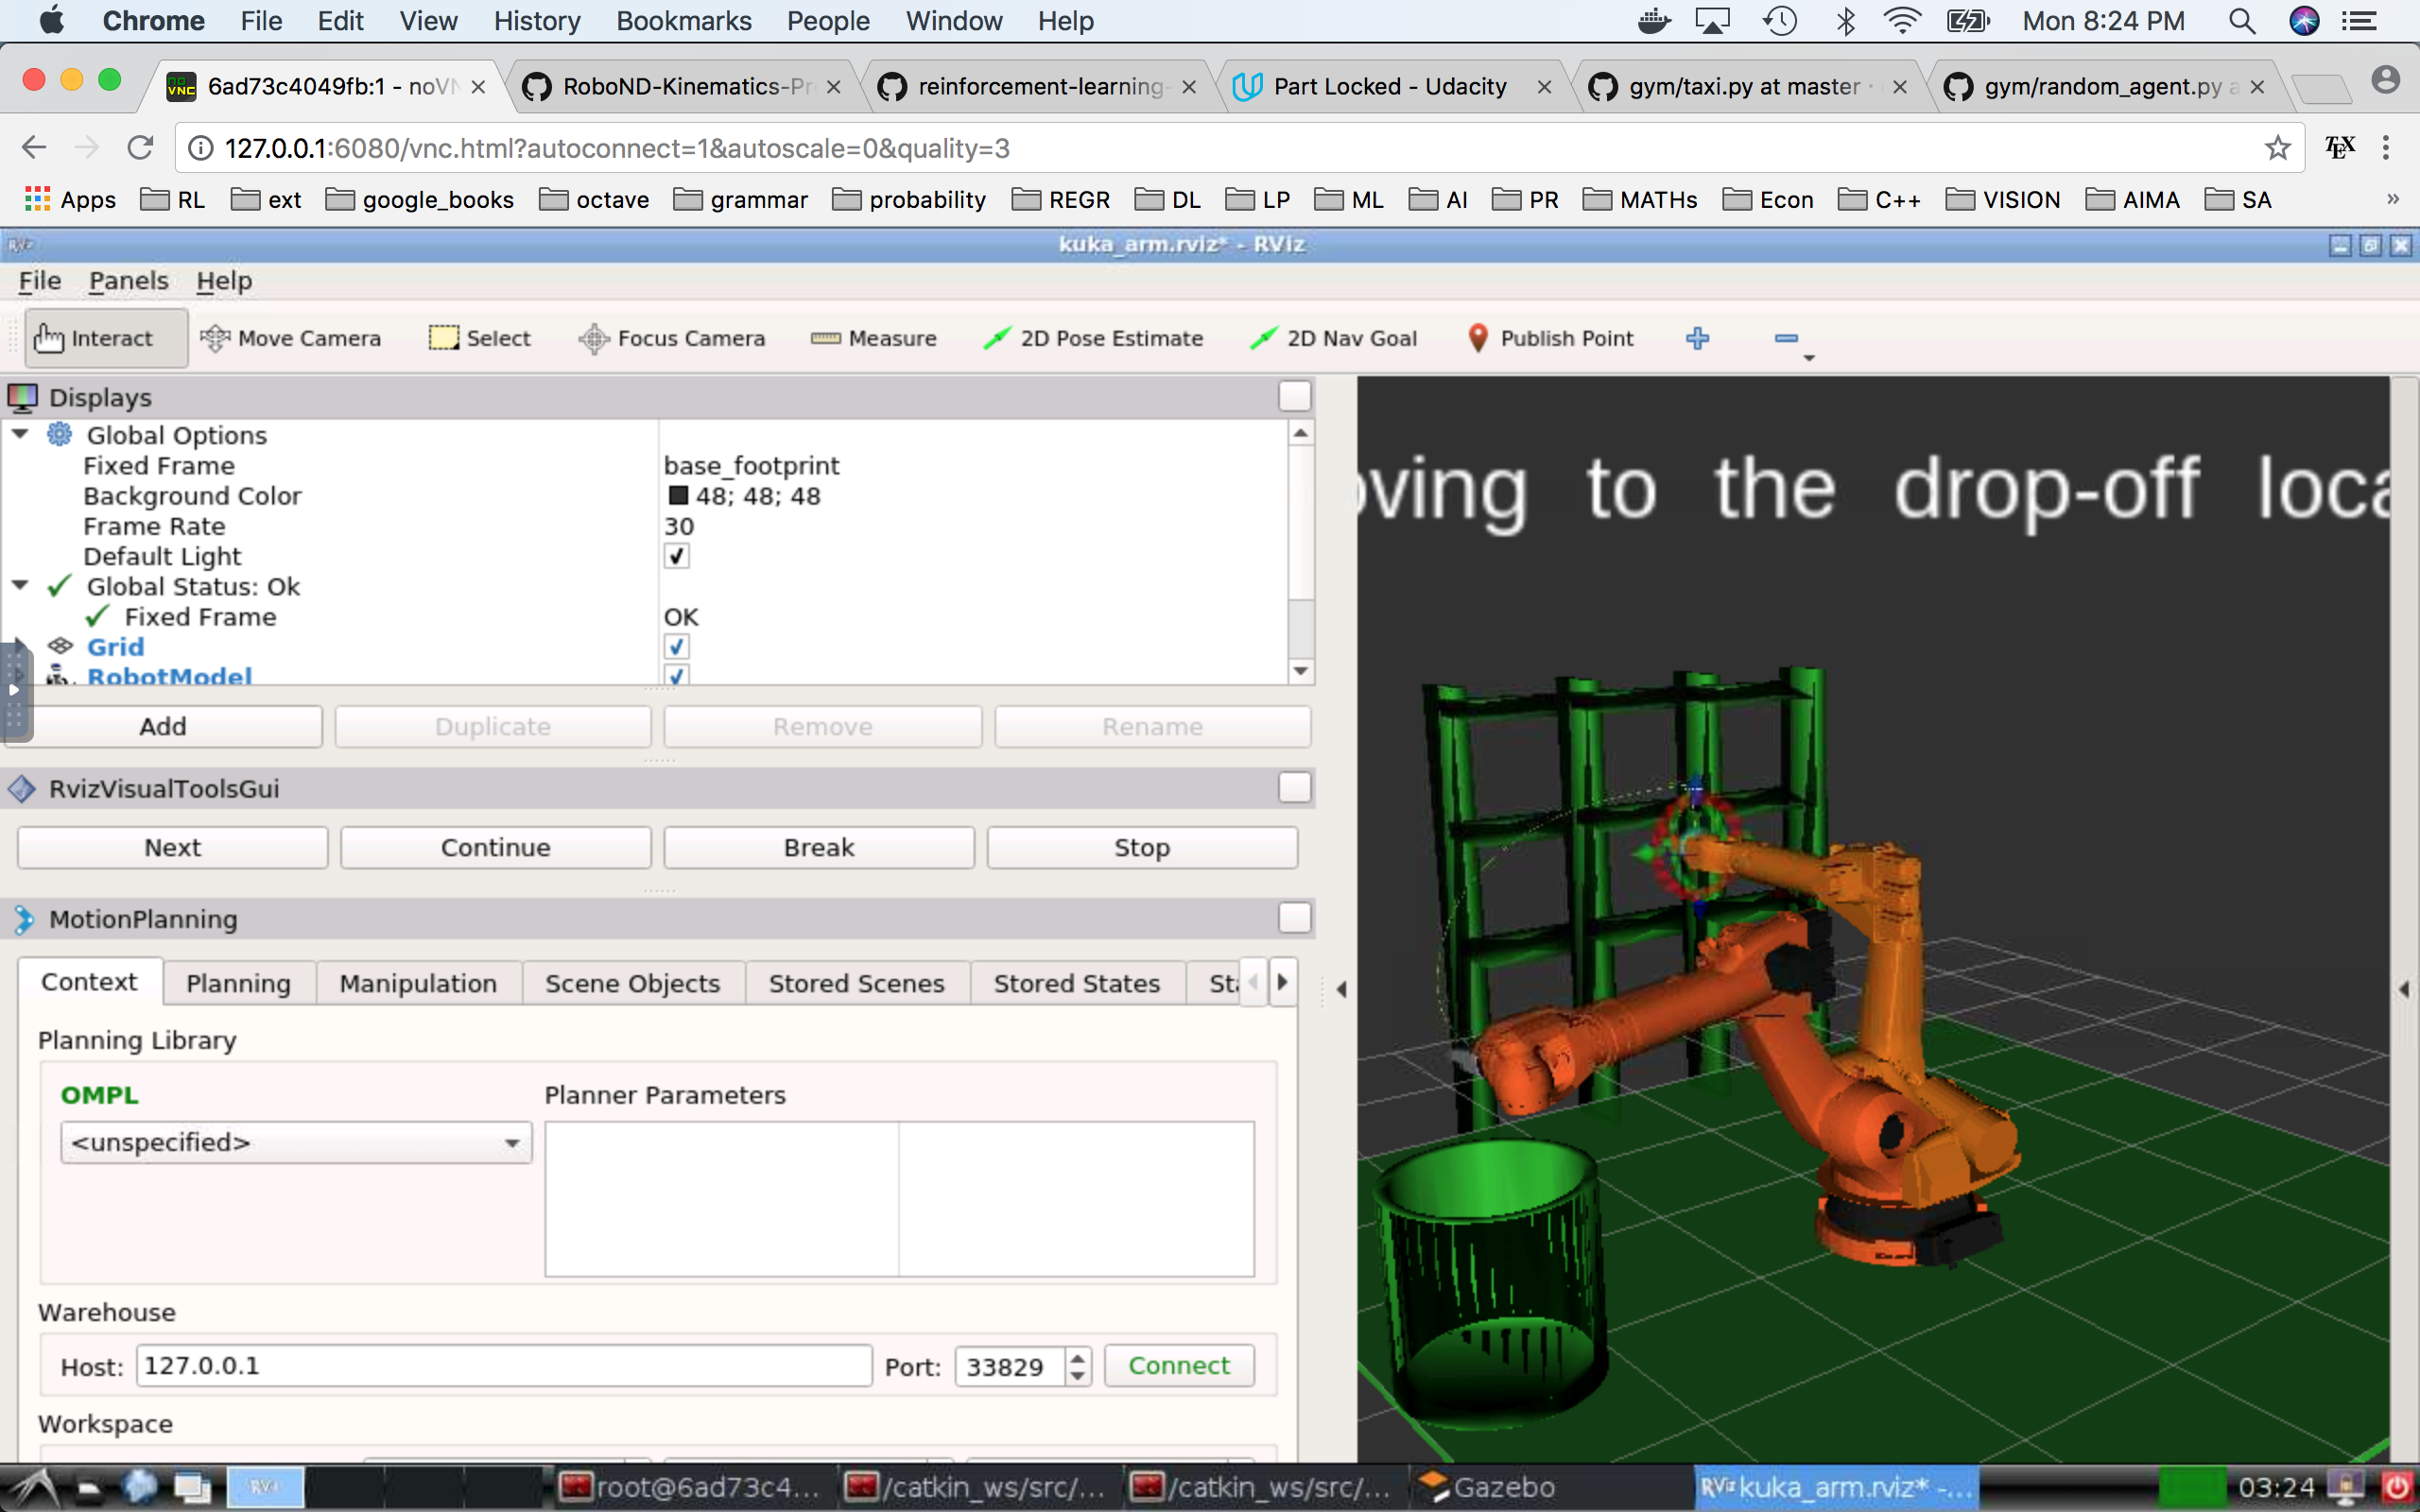 Chrome File Edit View History Bookmarks People Window Help Mon 8:24 PM
6ad73c4049fb:1 - noVN RoboND-Kinematics-Pr reinforcement-learning- Part Locked - Udacity gym/taxi.py at master · gym/random_agent.py a
127.0.0.1:6080/vnc.html?autoconnect=1&autoscale=0&quality=3 TEX
Apps RL ext google_books octave grammar probability REGR DL LP ML AI PR MATHs Econ C++ VISION AIMA SA »
RViz kuka_arm.rviz* - RViz
File Panels Help
Interact Move Camera Select Focus Camera Measure 2D Pose Estimate 2D Nav Goal Publish Point
Displays
Global Options
Fixed Frame base_footprint
Background Color 48; 48; 48
Frame Rate 30
Default Light
Global Status: Ok
Fixed Frame OK
Grid
RobotModel
Add Duplicate Remove Rename
RvizVisualToolsGui
Next Continue Break Stop
MotionPlanning
Context Planning Manipulation Scene Objects Stored Scenes Stored States Sta
Planning Library
OMPL Planner Parameters
<unspecified>
Warehouse
Host: 127.0.0.1 Port: 33829 Connect
Workspace
oving to the drop-off loca
RViz root@6ad73c4... /catkin_ws/src/... /catkin_ws/src/... Gazebo RViz kuka_arm.rviz* -... 03:24